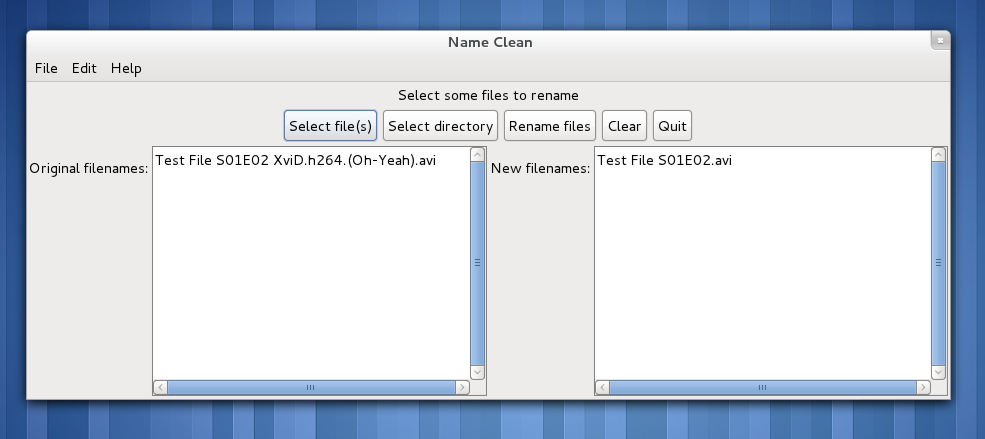 Name Clean
File Edit Help
Select some files to rename
Select file(s) Select directory Rename files Clear Quit
Original filenames: Test File S01E02 XviD.h264.(Oh-Yeah).avi New filenames: Test File S01E02.avi